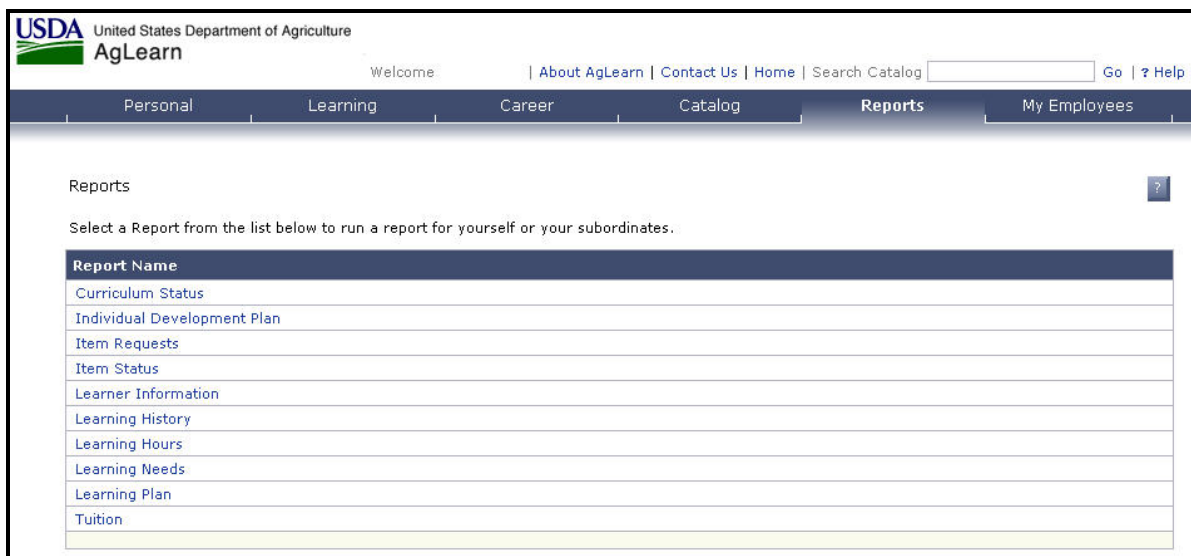 USDA United States Department of Agriculture
AgLearn
Welcome | About AgLearn | Contact Us | Home | Search Catalog Go | ? Help
Personal Learning Career Catalog Reports My Employees
Reports ?
Select a Report from the list below to run a report for yourself or your subordinates.
Report Name
Curriculum Status
Individual Development Plan
Item Requests
Item Status
Learner Information
Learning History
Learning Hours
Learning Needs
Learning Plan
Tuition